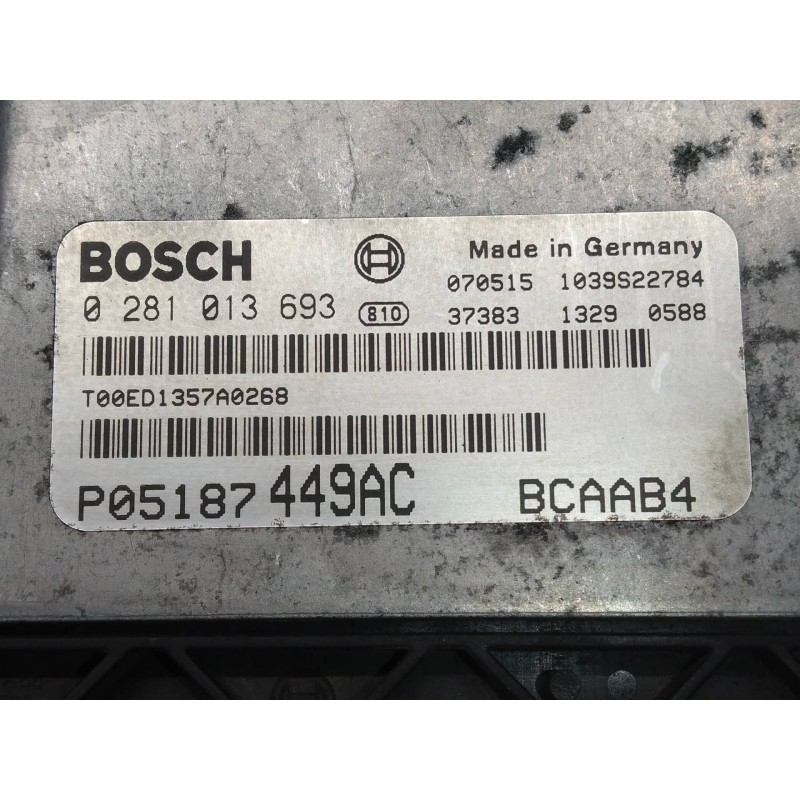 BOSCH Made in Germany
070515 1039S22784
0 281 013 693 810 37383 1329 0588
T00ED1357A0268
P05187449AC BCAAB4